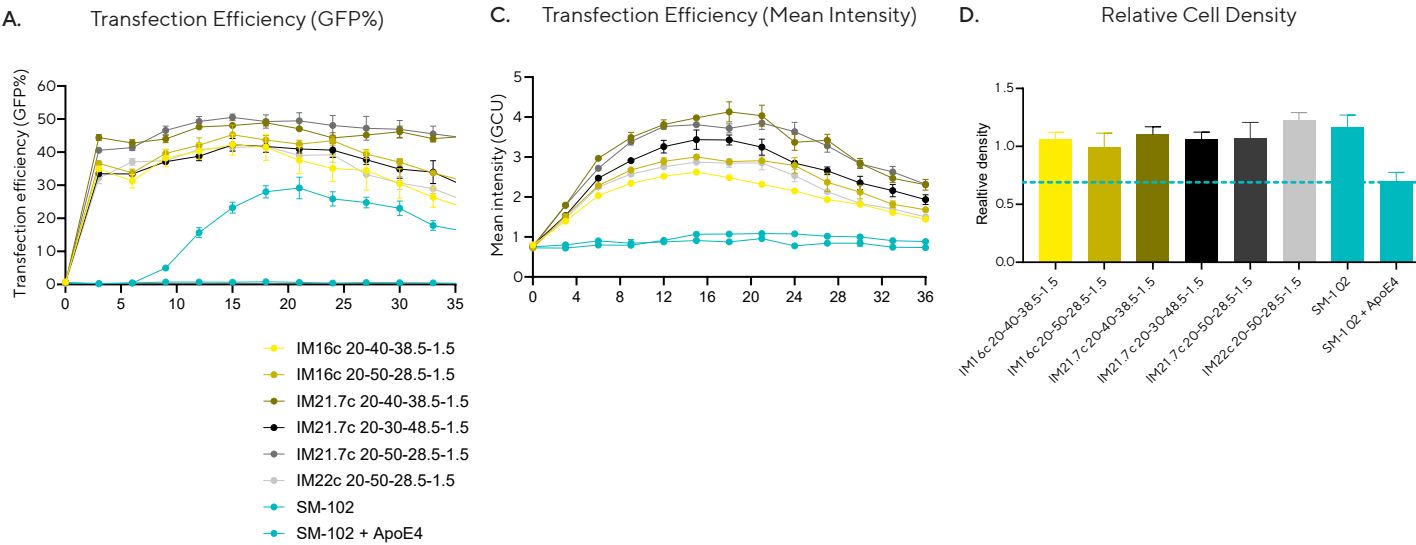 A.
Transfection Efficiency (GFP%)
Transfection efficiency (GFP%)
60
50
40
30
20
10
0
0 5 10 15 20 25 30 35
IM16c 20-40-38.5-1.5
IM16c 20-50-28.5-1.5
IM21.7c 20-40-38.5-1.5
IM21.7c 20-30-48.5-1.5
IM21.7c 20-50-28.5-1.5
IM22c 20-50-28.5-1.5
SM-102
SM-102 + ApoE4
C.
Transfection Efficiency (Mean Intensity)
Mean intensity (GCU)
5
4
3
2
1
0
0 4 8 12 16 20 24 28 32 36
D.
Relative Cell Density
Realtive density
1.5
1.0
0.5
0.0
IM16c 20-40-38.5-1.5
IM16c 20-50-28.5-1.5
IM21.7c 20-40-38.5-1.5
IM21.7c 20-30-48.5-1.5
IM21.7c 20-50-28.5-1.5
IM22c 20-50-28.5-1.5
SM-1 02
SM-1 02 + ApoE4